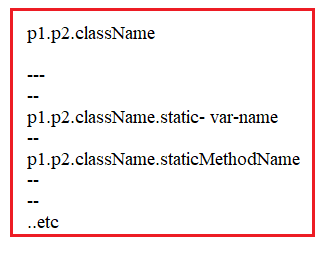 p1.p2.className
---
--
p1.p2.className.static- var-name
--
p1.p2.className.staticMethodName
--
--
..etc